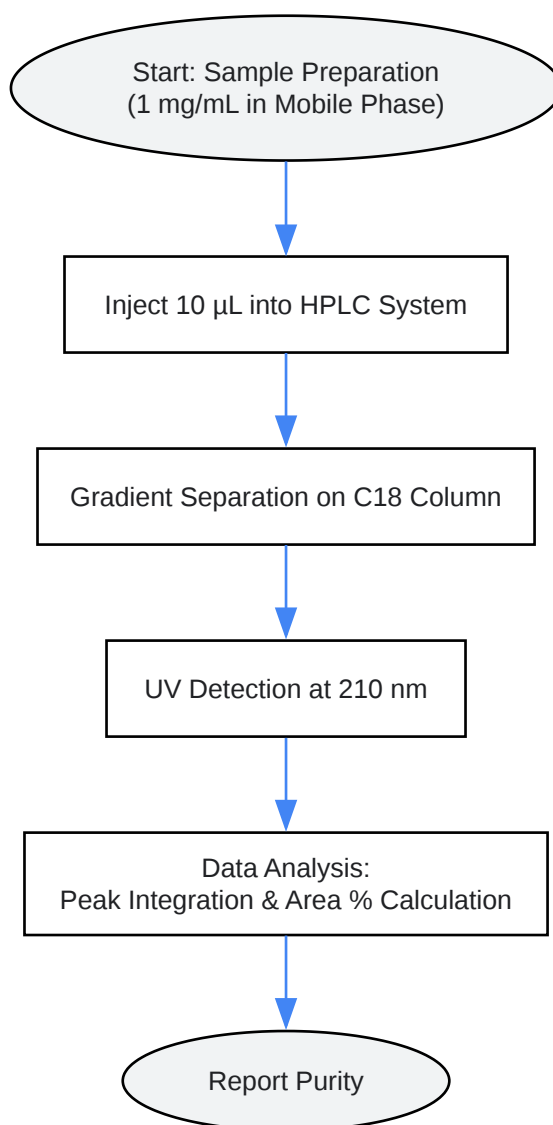 Start: Sample Preparation
(1 mg/mL in Mobile Phase)
Inject 10 µL into HPLC System
Gradient Separation on C18 Column
UV Detection at 210 nm
Data Analysis:
Peak Integration & Area % Calculation
Report Purity